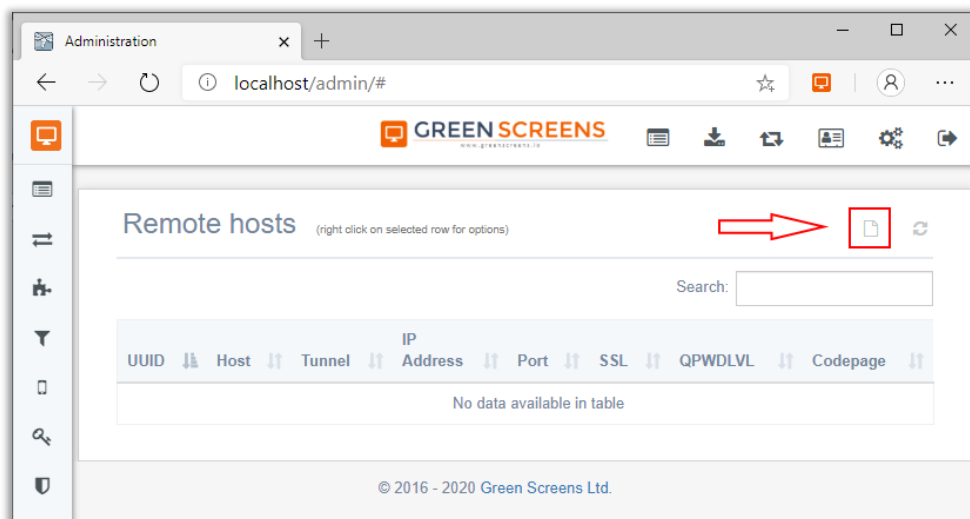 Administration
localhost/admin/#
GREEN SCREENS
www.greenscreens.io
Remote hosts (right click on selected row for options)
Search:
UUID Host Tunnel IP Address Port SSL QPWDLVL Codepage
No data available in table
© 2016 - 2020 Green Screens Ltd.